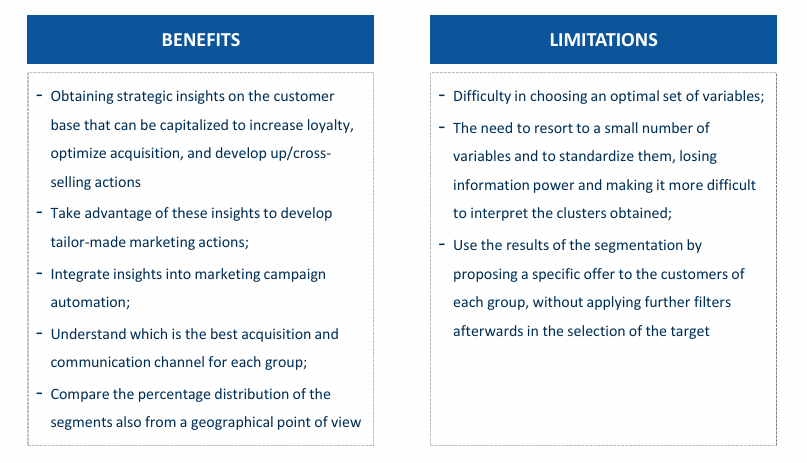 BENEFITS
- Obtaining strategic insights on the customer
base that can be capitalized to increase loyalty,
optimize acquisition, and develop up/cross-
selling actions
- Take advantage of these insights to develop
tailor-made marketing actions;
- Integrate insights into marketing campaign
automation;
- Understand which is the best acquisition and
communication channel for each group;
- Compare the percentage distribution of the
segments also from a geographical point of view
LIMITATIONS
- Difficulty in choosing an optimal set of variables;
- The need to resort to a small number of
variables and to standardize them, losing
information power and making it more difficult
to interpret the clusters obtained;
- Use the results of the segmentation by
proposing a specific offer to the customers of
each group, without applying further filters
afterwards in the selection of the target